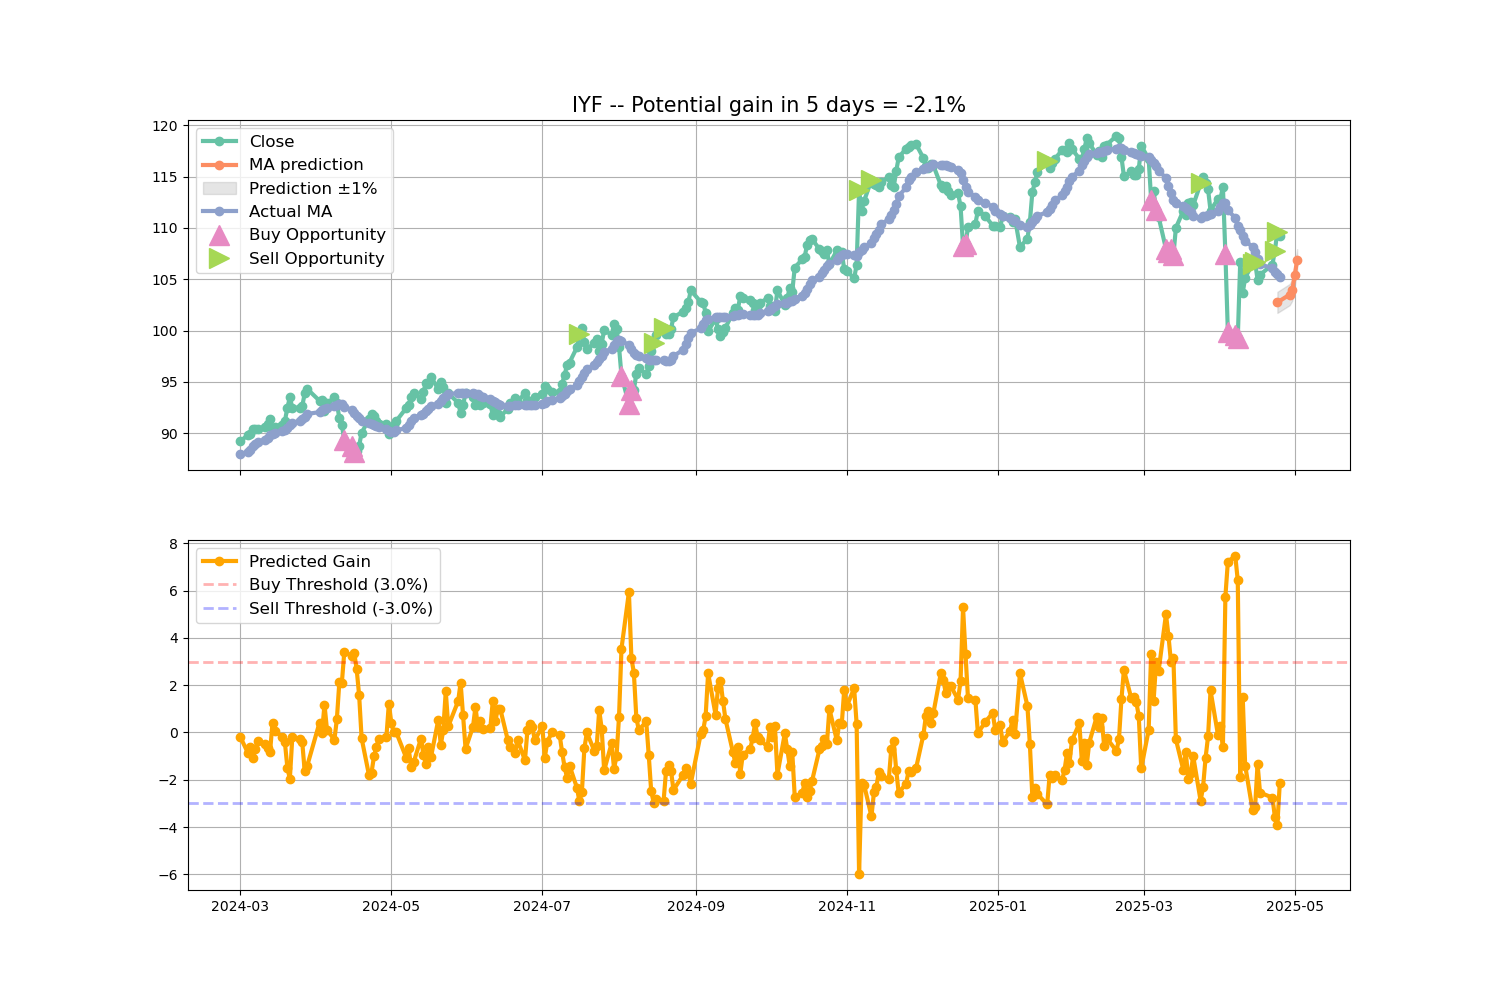 IYF -- Potential gain in 5 days = -2.1%
120
115
110
105
100
95
90
Close
MA prediction
Prediction ±1%
Actual MA
Buy Opportunity
Sell Opportunity
8
6
4
2
0
−2
−4
−6
Predicted Gain
Buy Threshold (3.0%)
Sell Threshold (-3.0%)
2024-03
2024-05
2024-07
2024-09
2024-11
2025-01
2025-03
2025-05